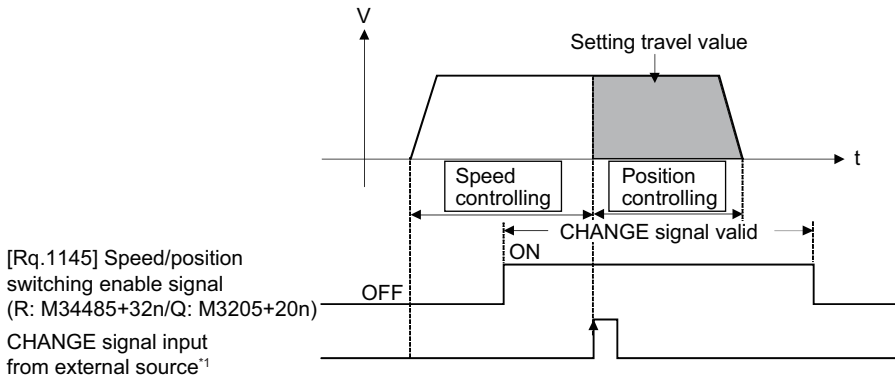 V
Setting travel value
t
Speed
controlling
Position
controlling
CHANGE signal valid
[Rq.1145] Speed/position
switching enable signal
(R: M34485+32n/Q: M3205+20n)
OFF
ON
CHANGE signal input
from external source*1